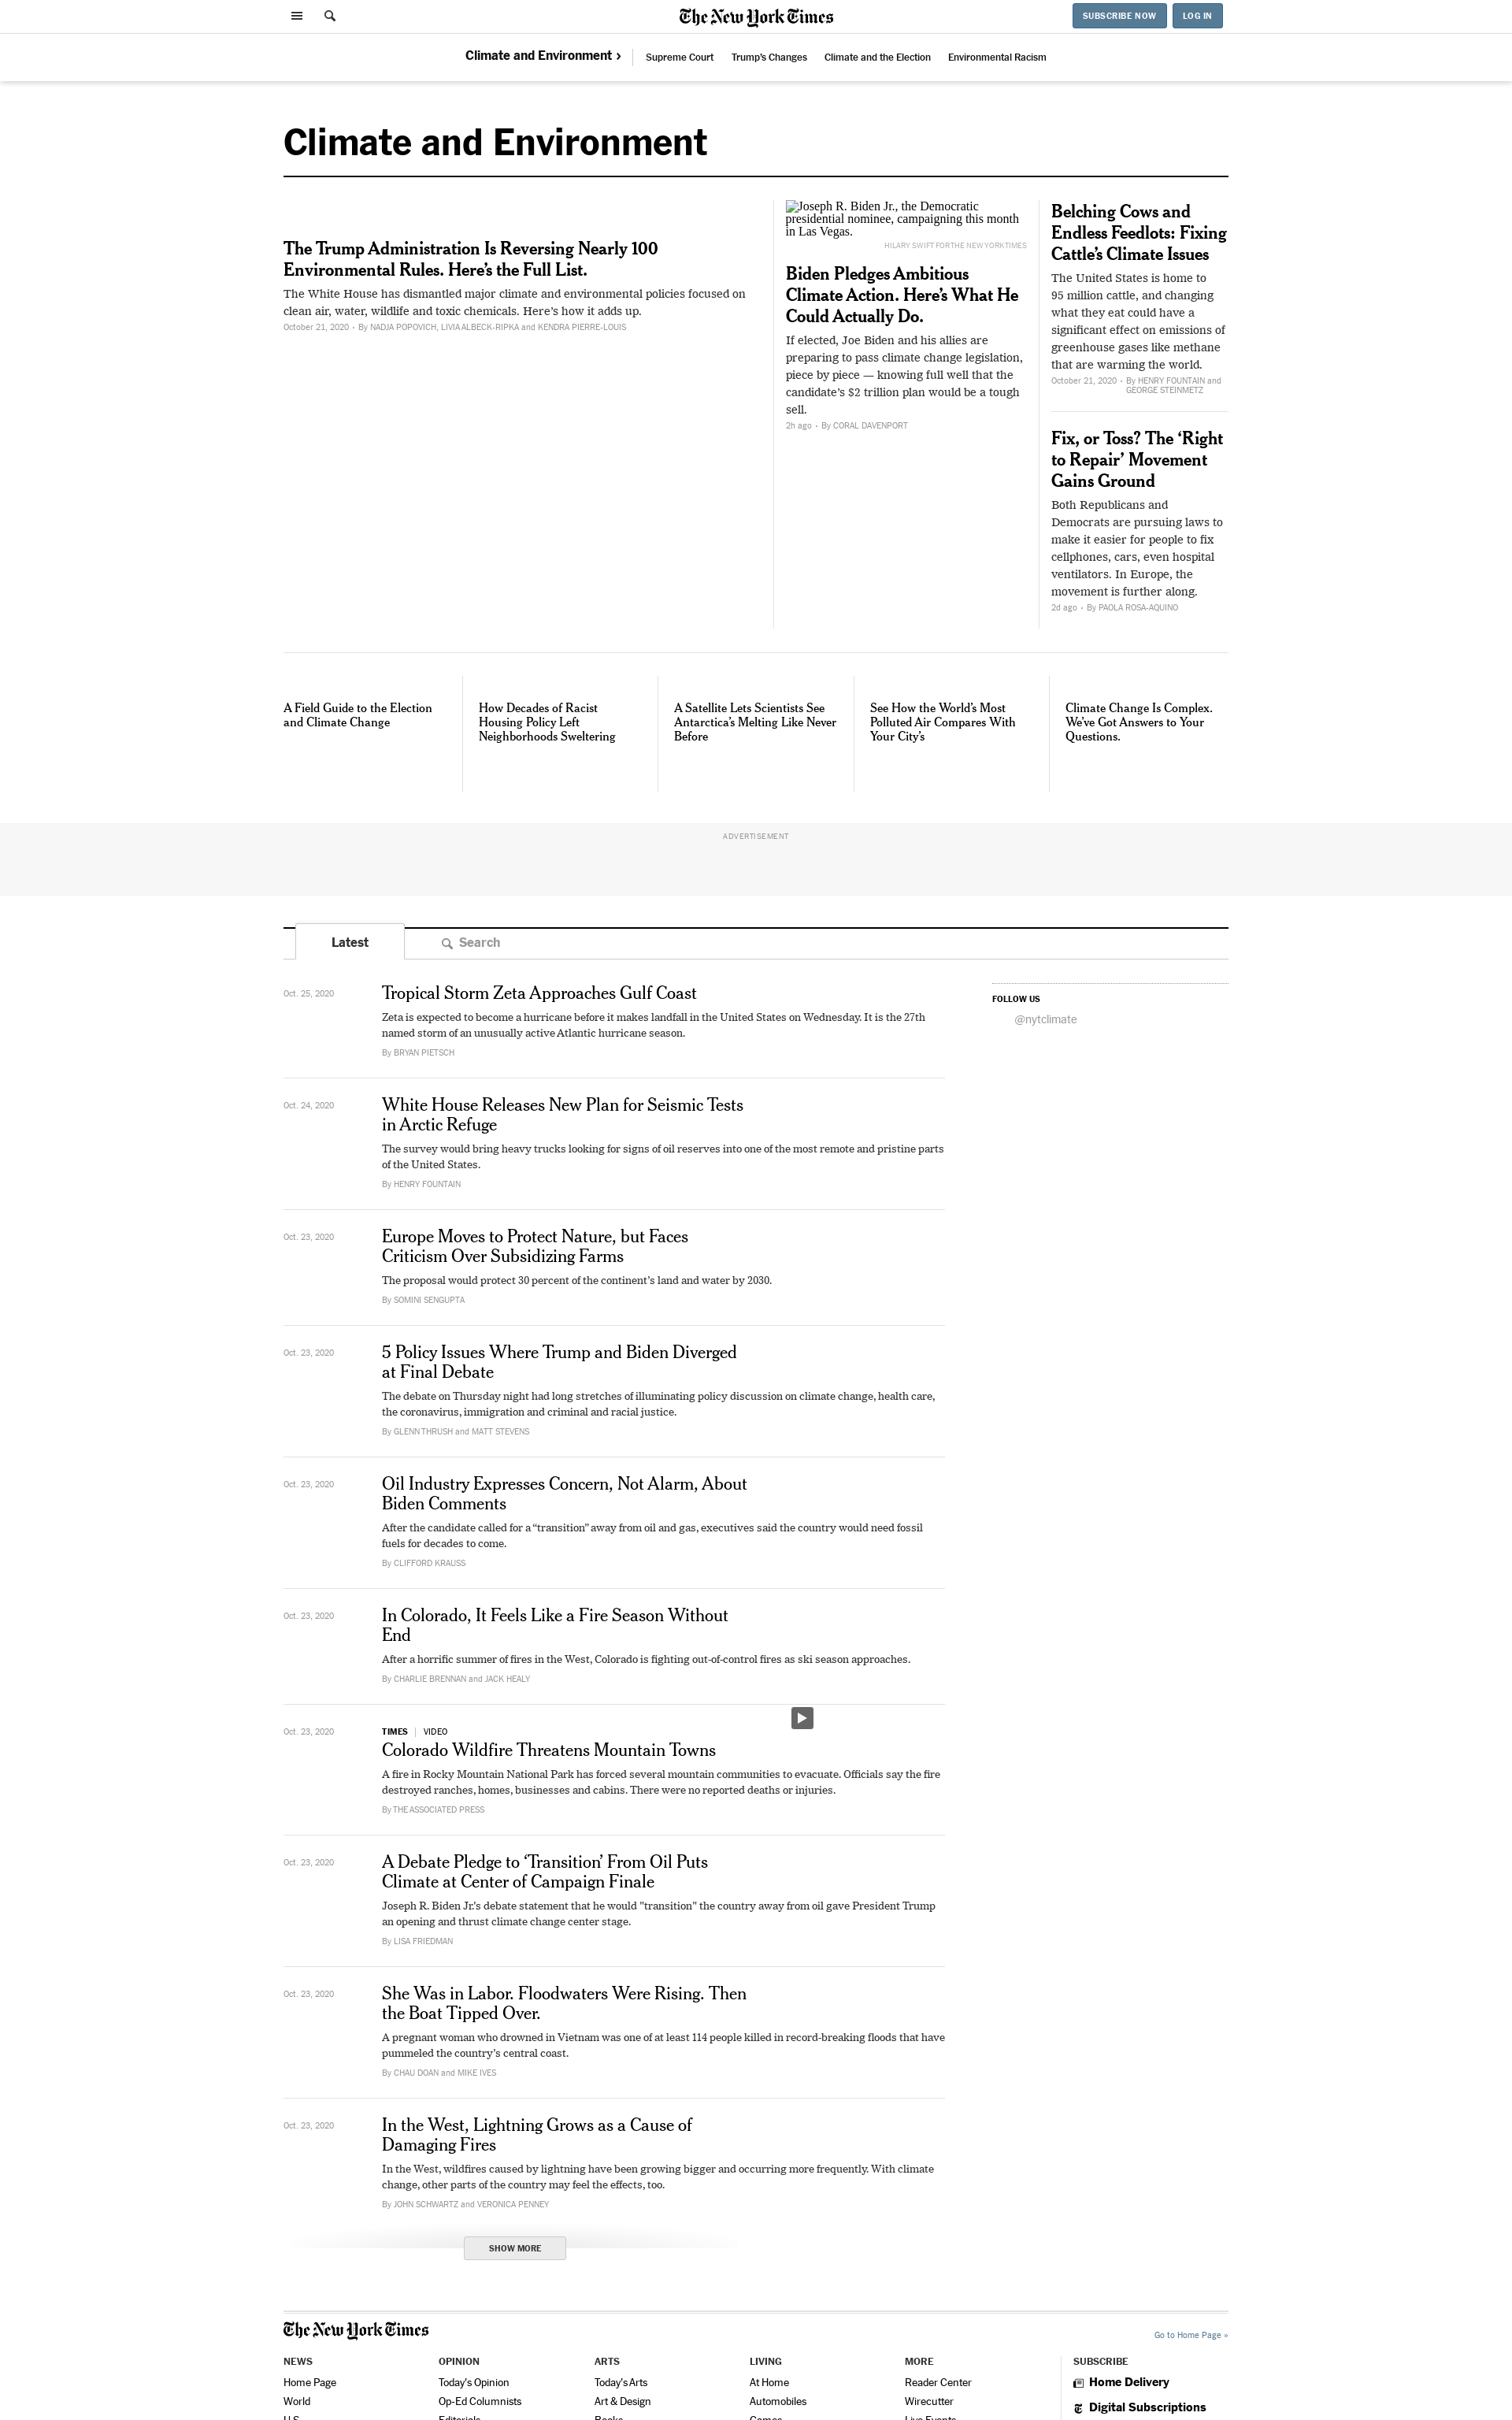 The New York Times
SUBSCRIBE NOW
LOG IN
Climate and Environment ›
Supreme Court
Trump's Changes
Climate and the Election
Environmental Racism
Climate and Environment
The Trump Administration Is Reversing Nearly 100
Environmental Rules. Here’s the Full List.
The White House has dismantled major climate and environmental policies focused on
clean air, water, wildlife and toxic chemicals. Here’s how it adds up.
October 21, 2020 • By NADJA POPOVICH, LIVIA ALBECK-RIPKA and KENDRA PIERRE-LOUIS
Joseph R. Biden Jr., the Democratic
presidential nominee, campaigning this month
in Las Vegas.
HILARY SWIFT FOR THE NEW YORK TIMES
Biden Pledges Ambitious
Climate Action. Here’s What He
Could Actually Do.
If elected, Joe Biden and his allies are
preparing to pass climate change legislation,
piece by piece — knowing full well that the
candidate’s $2 trillion plan would be a tough
sell.
2h ago • By CORAL DAVENPORT
Belching Cows and
Endless Feedlots: Fixing
Cattle’s Climate Issues
The United States is home to
95 million cattle, and changing
what they eat could have a
significant effect on emissions of
greenhouse gases like methane
that are warming the world.
October 21, 2020 • By HENRY FOUNTAIN and
GEORGE STEINMETZ
Fix, or Toss? The ‘Right
to Repair’ Movement
Gains Ground
Both Republicans and
Democrats are pursuing laws to
make it easier for people to fix
cellphones, cars, even hospital
ventilators. In Europe, the
movement is further along.
2d ago • By PAOLA ROSA-AQUINO
A Field Guide to the Election
and Climate Change
How Decades of Racist
Housing Policy Left
Neighborhoods Sweltering
A Satellite Lets Scientists See
Antarctica’s Melting Like Never
Before
See How the World’s Most
Polluted Air Compares With
Your City’s
Climate Change Is Complex.
We’ve Got Answers to Your
Questions.
ADVERTISEMENT
Latest
Search
Oct. 25, 2020
Tropical Storm Zeta Approaches Gulf Coast
Zeta is expected to become a hurricane before it makes landfall in the United States on Wednesday. It is the 27th
named storm of an unusually active Atlantic hurricane season.
By BRYAN PIETSCH
FOLLOW US
@nytclimate
Oct. 24, 2020
White House Releases New Plan for Seismic Tests
in Arctic Refuge
The survey would bring heavy trucks looking for signs of oil reserves into one of the most remote and pristine parts
of the United States.
By HENRY FOUNTAIN
Oct. 23, 2020
Europe Moves to Protect Nature, but Faces
Criticism Over Subsidizing Farms
The proposal would protect 30 percent of the continent’s land and water by 2030.
By SOMINI SENGUPTA
Oct. 23, 2020
5 Policy Issues Where Trump and Biden Diverged
at Final Debate
The debate on Thursday night had long stretches of illuminating policy discussion on climate change, health care,
the coronavirus, immigration and criminal and racial justice.
By GLENN THRUSH and MATT STEVENS
Oct. 23, 2020
Oil Industry Expresses Concern, Not Alarm, About
Biden Comments
After the candidate called for a “transition” away from oil and gas, executives said the country would need fossil
fuels for decades to come.
By CLIFFORD KRAUSS
Oct. 23, 2020
In Colorado, It Feels Like a Fire Season Without
End
After a horrific summer of fires in the West, Colorado is fighting out-of-control fires as ski season approaches.
By CHARLIE BRENNAN and JACK HEALY
Oct. 23, 2020
TIMES | VIDEO
Colorado Wildfire Threatens Mountain Towns
A fire in Rocky Mountain National Park has forced several mountain communities to evacuate. Officials say the fire
destroyed ranches, homes, businesses and cabins. There were no reported deaths or injuries.
By THE ASSOCIATED PRESS
Oct. 23, 2020
A Debate Pledge to ‘Transition’ From Oil Puts
Climate at Center of Campaign Finale
Joseph R. Biden Jr.'s debate statement that he would "transition" the country away from oil gave President Trump
an opening and thrust climate change center stage.
By LISA FRIEDMAN
Oct. 23, 2020
She Was in Labor. Floodwaters Were Rising. Then
the Boat Tipped Over.
A pregnant woman who drowned in Vietnam was one of at least 114 people killed in record-breaking floods that have
pummeled the country’s central coast.
By CHAU DOAN and MIKE IVES
Oct. 23, 2020
In the West, Lightning Grows as a Cause of
Damaging Fires
In the West, wildfires caused by lightning have been growing bigger and occurring more frequently. With climate
change, other parts of the country may feel the effects, too.
By JOHN SCHWARTZ and VERONICA PENNEY
SHOW MORE
The New York Times
Go to Home Page »
NEWS
OPINION
ARTS
LIVING
MORE
SUBSCRIBE
Home Page
Today's Opinion
Today's Arts
At Home
Reader Center
Home Delivery
World
Op-Ed Columnists
Art & Design
Automobiles
Wirecutter
Digital Subscriptions
U.S.
Editorials
Books
Games
Live Events